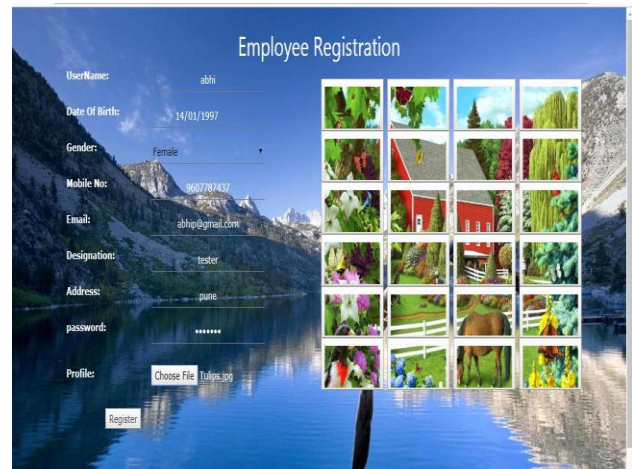 Employee Registration
UserName: abhi
Date Of Birth: 14/01/1997
Gender: Female
Mobile No: 9607787437
Email: abhip@gmail.com
Designation: tester
Address: pune
password: •••••••
Profile: Choose File Tulips.jpg
Register